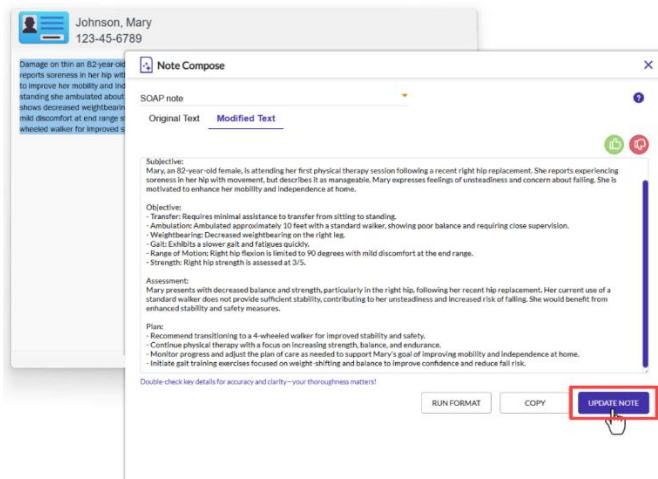 Johnson, Mary
123-45-6789
Damage on thin an 82-year-old
reports soreness in her hip with
to improve her mobility and ind
standing she ambulated about
shows decreased weightbearin
mild discomfort at end range s
wheeled walker for improved s
Note Compose
SOAP note
Original Text Modified Text
Subjective:
Mary, an 82-year-old female, is attending her first physical therapy session following a recent right hip replacement. She reports experiencing
soreness in her hip with movement, but describes it as manageable. Mary expresses feelings of unsteadiness and concern about falling. She is
motivated to enhance her mobility and independence at home.
Objective:
- Transfer: Requires minimal assistance to transfer from sitting to standing.
- Ambulation: Ambulated approximately 10 feet with a standard walker, showing poor balance and requiring close supervision.
- Weightbearing: Decreased weightbearing on the right leg.
- Gait: Exhibits a slower gait and fatigues quickly.
- Range of Motion: Right hip flexion is limited to 90 degrees with mild discomfort at the end range.
- Strength: Right hip strength is assessed at 3/5.
Assessment:
Mary presents with decreased balance and strength, particularly in the right hip, following her recent hip replacement. Her current use of a
standard walker does not provide sufficient stability, contributing to her unsteadiness and increased risk of falling. She would benefit from
enhanced stability and safety measures.
Plan:
- Recommend transitioning to a 4-wheeled walker for improved stability and safety.
- Continue physical therapy with a focus on increasing strength, balance, and endurance.
- Monitor progress and adjust the plan of care as needed to support Mary's goal of improving mobility and independence at home.
- Initiate gait training exercises focused on weight-shifting and balance to improve confidence and reduce fall risk.
Double-check key details for accuracy and clarity—your thoroughness matters!
RUN FORMAT COPY UPDATE NOTE